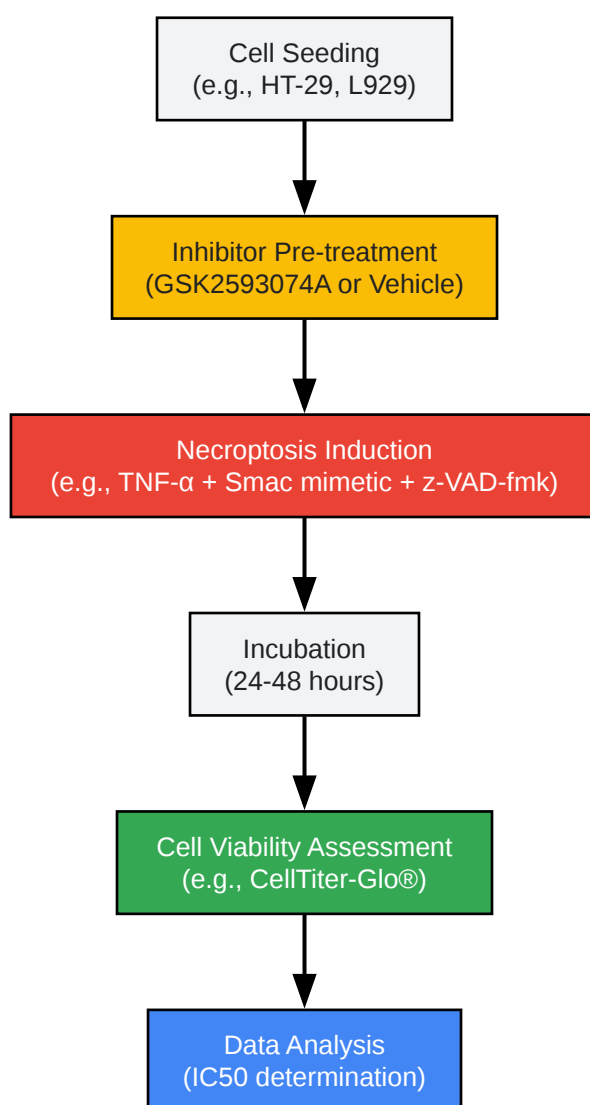 Cell Seeding
(e.g., HT-29, L929)
Inhibitor Pre-treatment
(GSK2593074A or Vehicle)
Necroptosis Induction
(e.g., TNF-α + Smac mimetic + z-VAD-fmk)
Incubation
(24-48 hours)
Cell Viability Assessment
(e.g., CellTiter-Glo®)
Data Analysis
(IC50 determination)